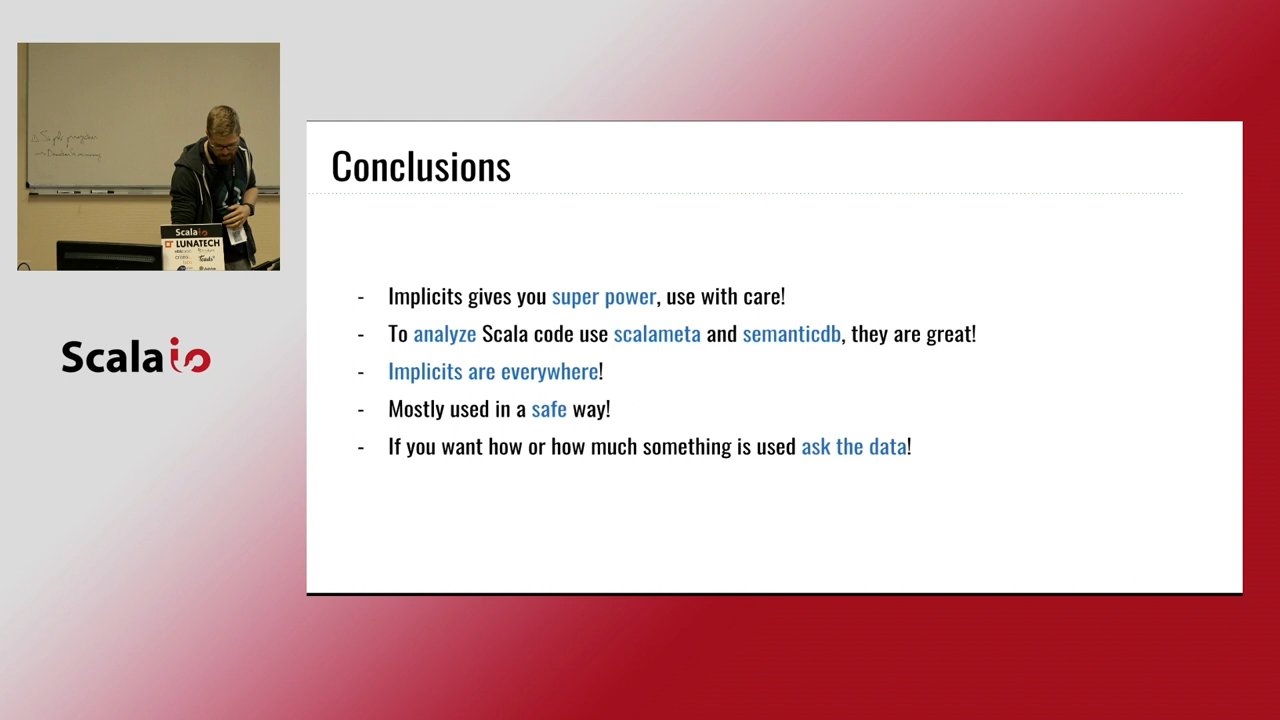 Scala
LUNATECH
Scala io
Conclusions
- Implicits gives you super power, use with care!
- To analyze Scala code use scalameta and semanticdb, they are great!
- Implicits are everywhere!
- Mostly used in a safe way!
- If you want how or how much something is used ask the data!